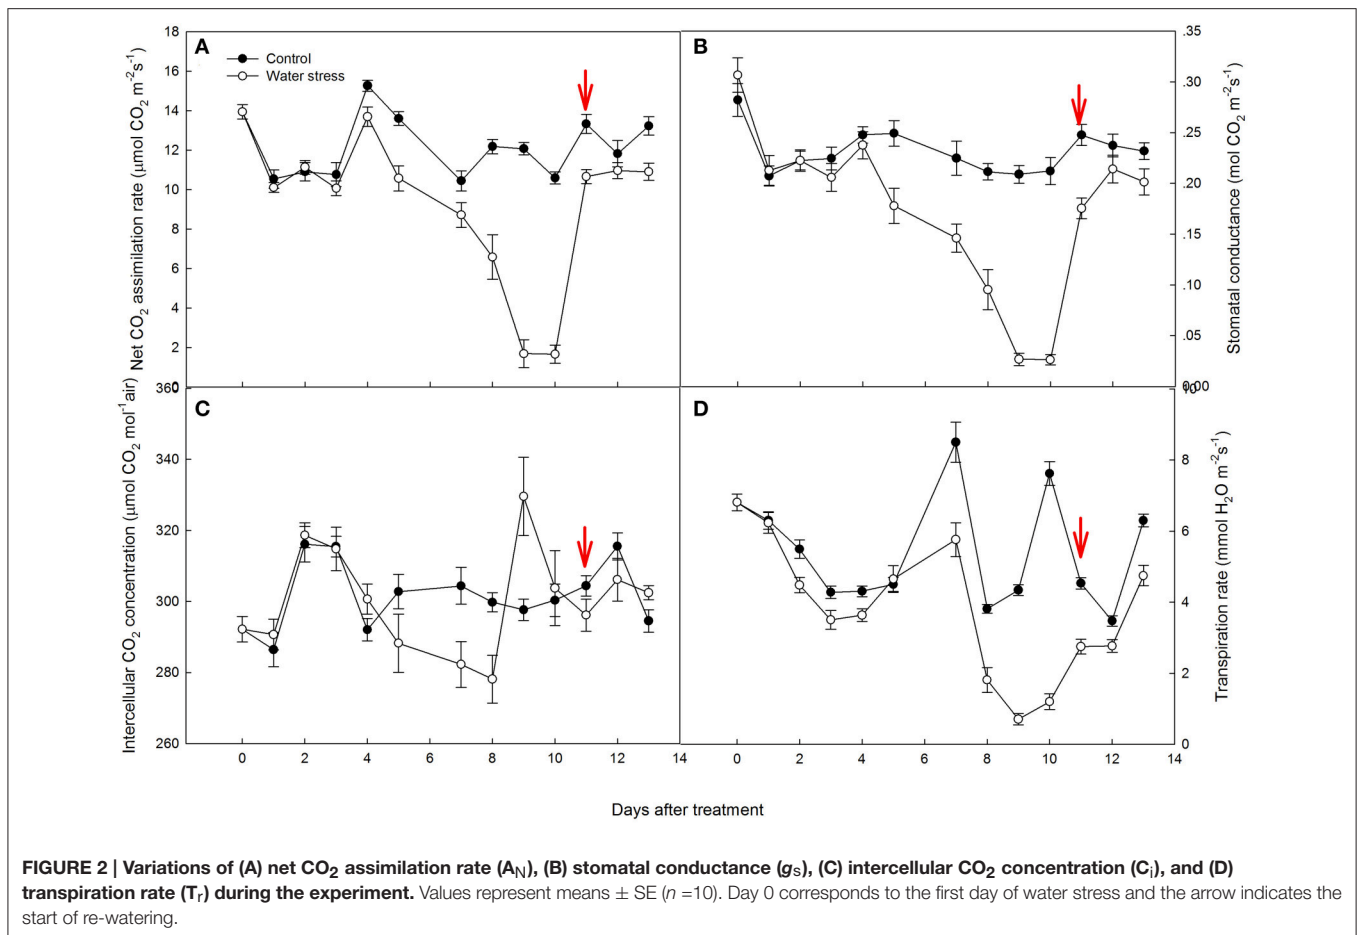 A
Control
Water stress
Net CO₂ assimilation rate (μmol CO₂ m⁻²s⁻¹)
18
16
14
12
10
8
6
4
2
0
B
.35
.30
.25
.20
.15
.10
.05
0.00
Stomatal conductance (mol CO₂ m⁻²s⁻¹)
C
Intercellular CO₂ concentration (μmol CO₂ mol⁻¹air)
360
340
320
300
280
260
0 2 4 6 8 10 12 14
D
10
8
6
4
2
0
Transpiration rate (mmol H₂O m⁻²s⁻¹)
0 2 4 6 8 10 12 14
Days after treatment
FIGURE 2 | Variations of (A) net CO₂ assimilation rate (A_N), (B) stomatal conductance (g_s), (C) intercellular CO₂ concentration (C_i), and (D)
transpiration rate (T_r) during the experiment. Values represent means ± SE (n =10). Day 0 corresponds to the first day of water stress and the arrow indicates the
start of re-watering.